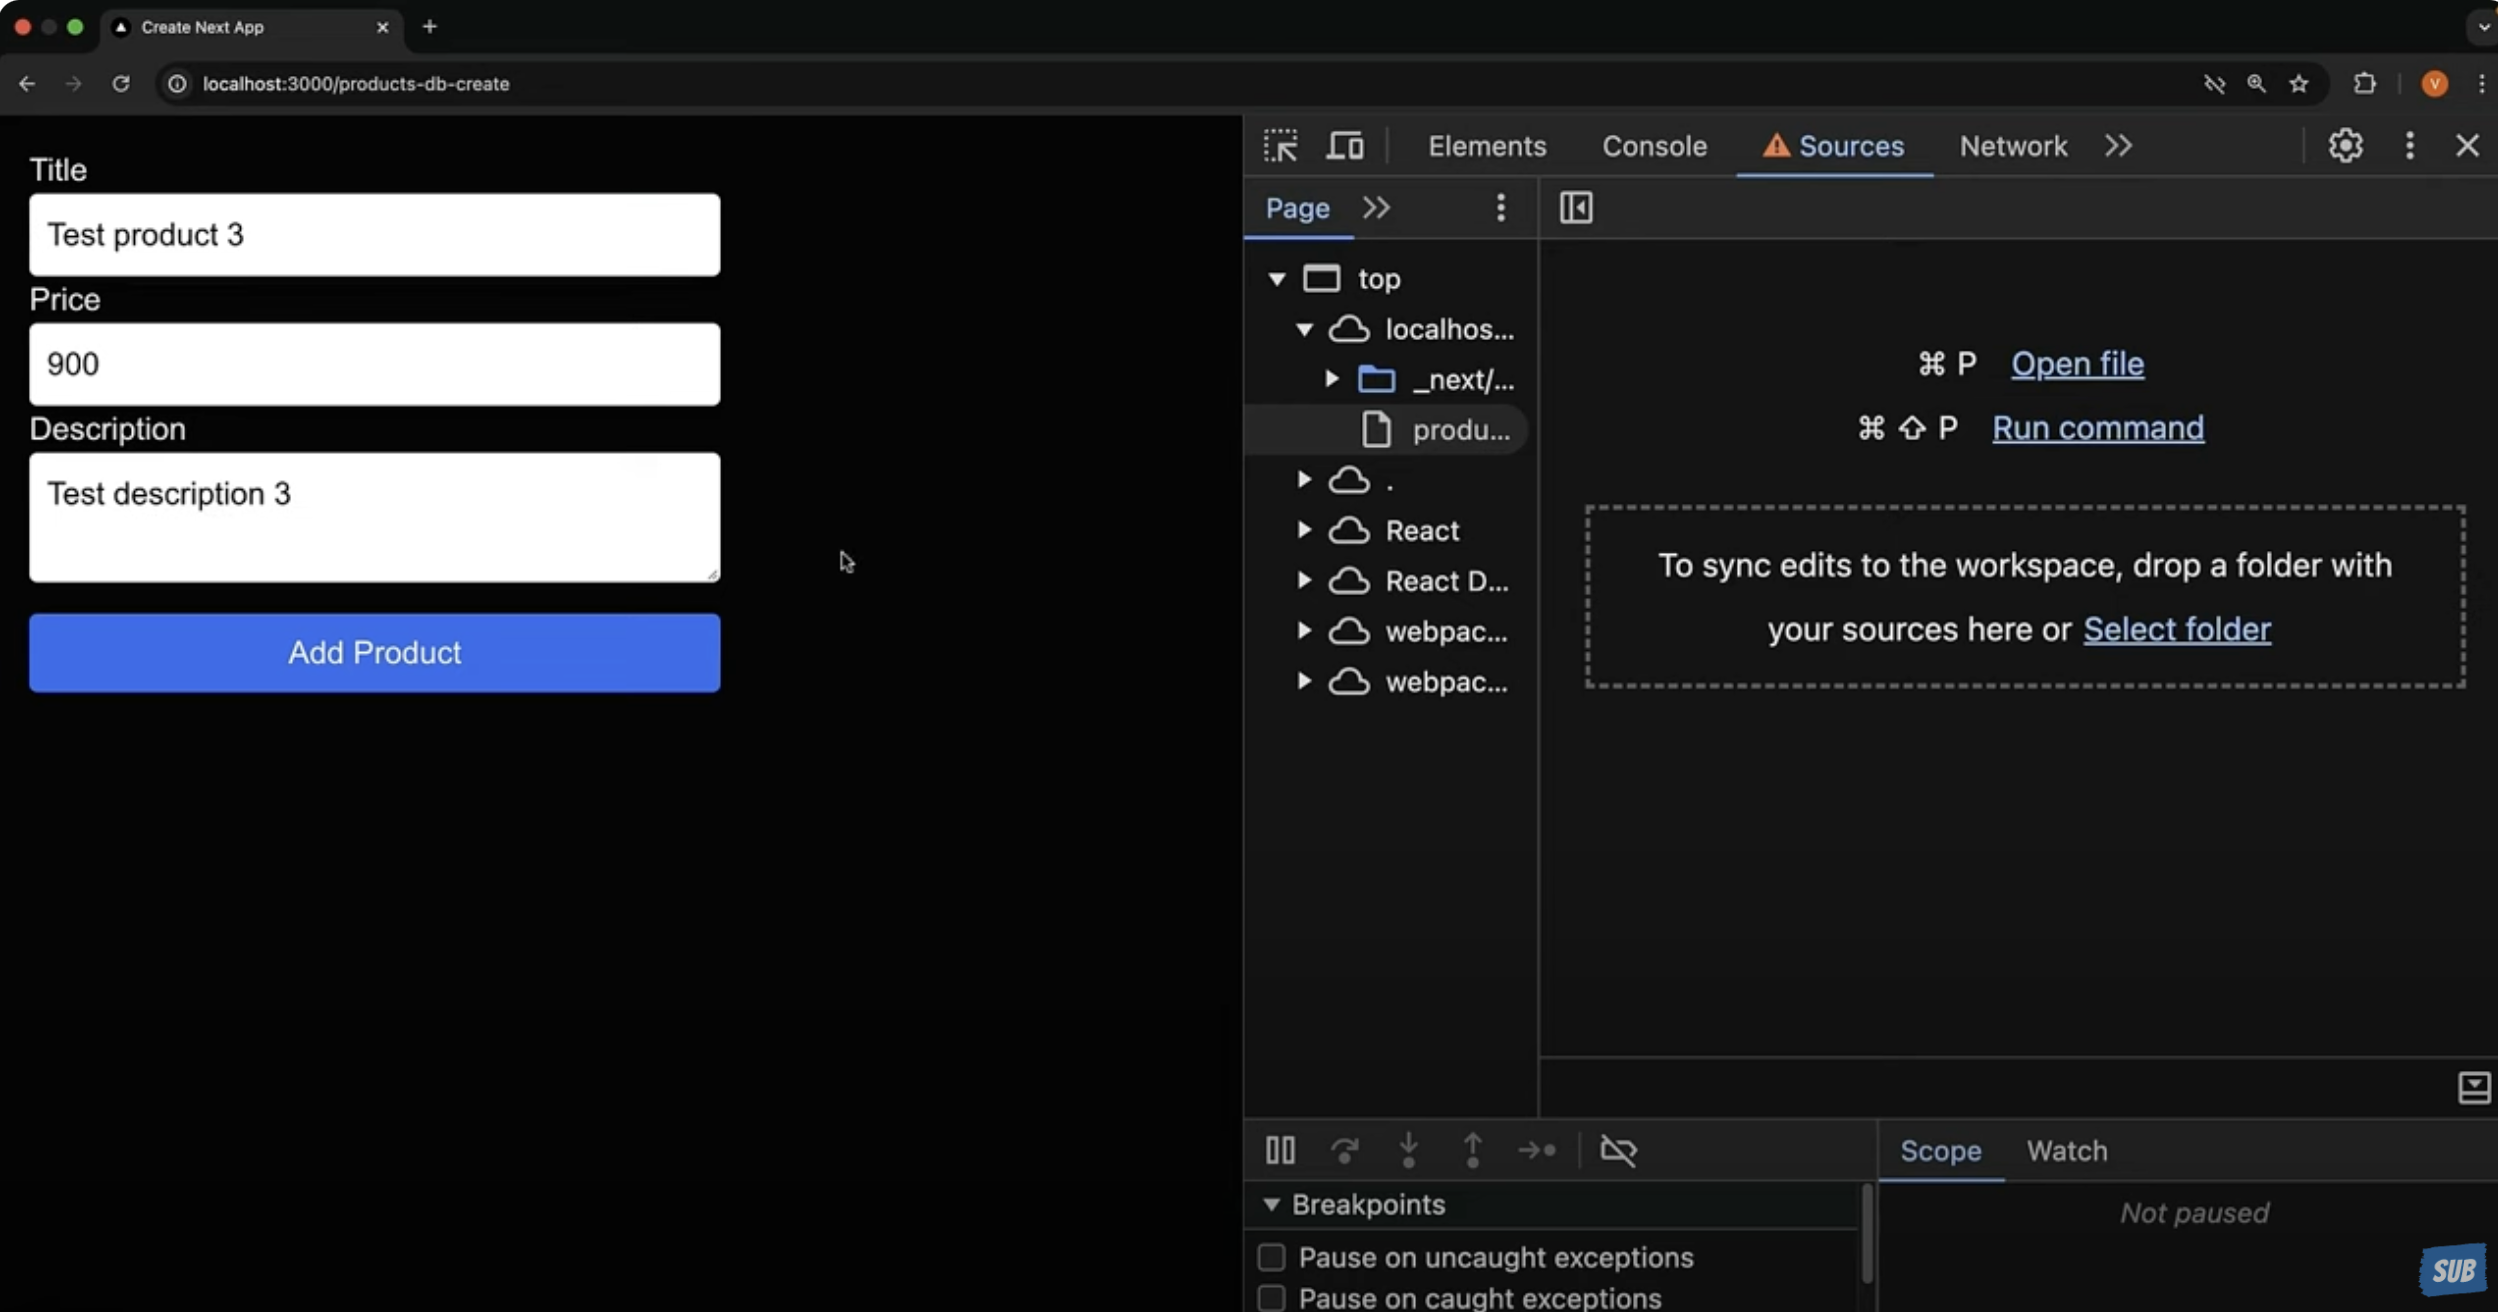 Create Next App
localhost:3000/products-db-create
V
Title
Test product 3
Price
900
Description
Test description 3
Add Product
Elements Console Sources Network
Page
top
localhos...
_next/...
produ...
.
React
React D...
webpac...
webpac...
⌘ P Open file
⌘ ⇧ P Run command
To sync edits to the workspace, drop a folder with
your sources here or Select folder
Scope Watch
Not paused
Breakpoints
Pause on uncaught exceptions
Pause on caught exceptions
SUB